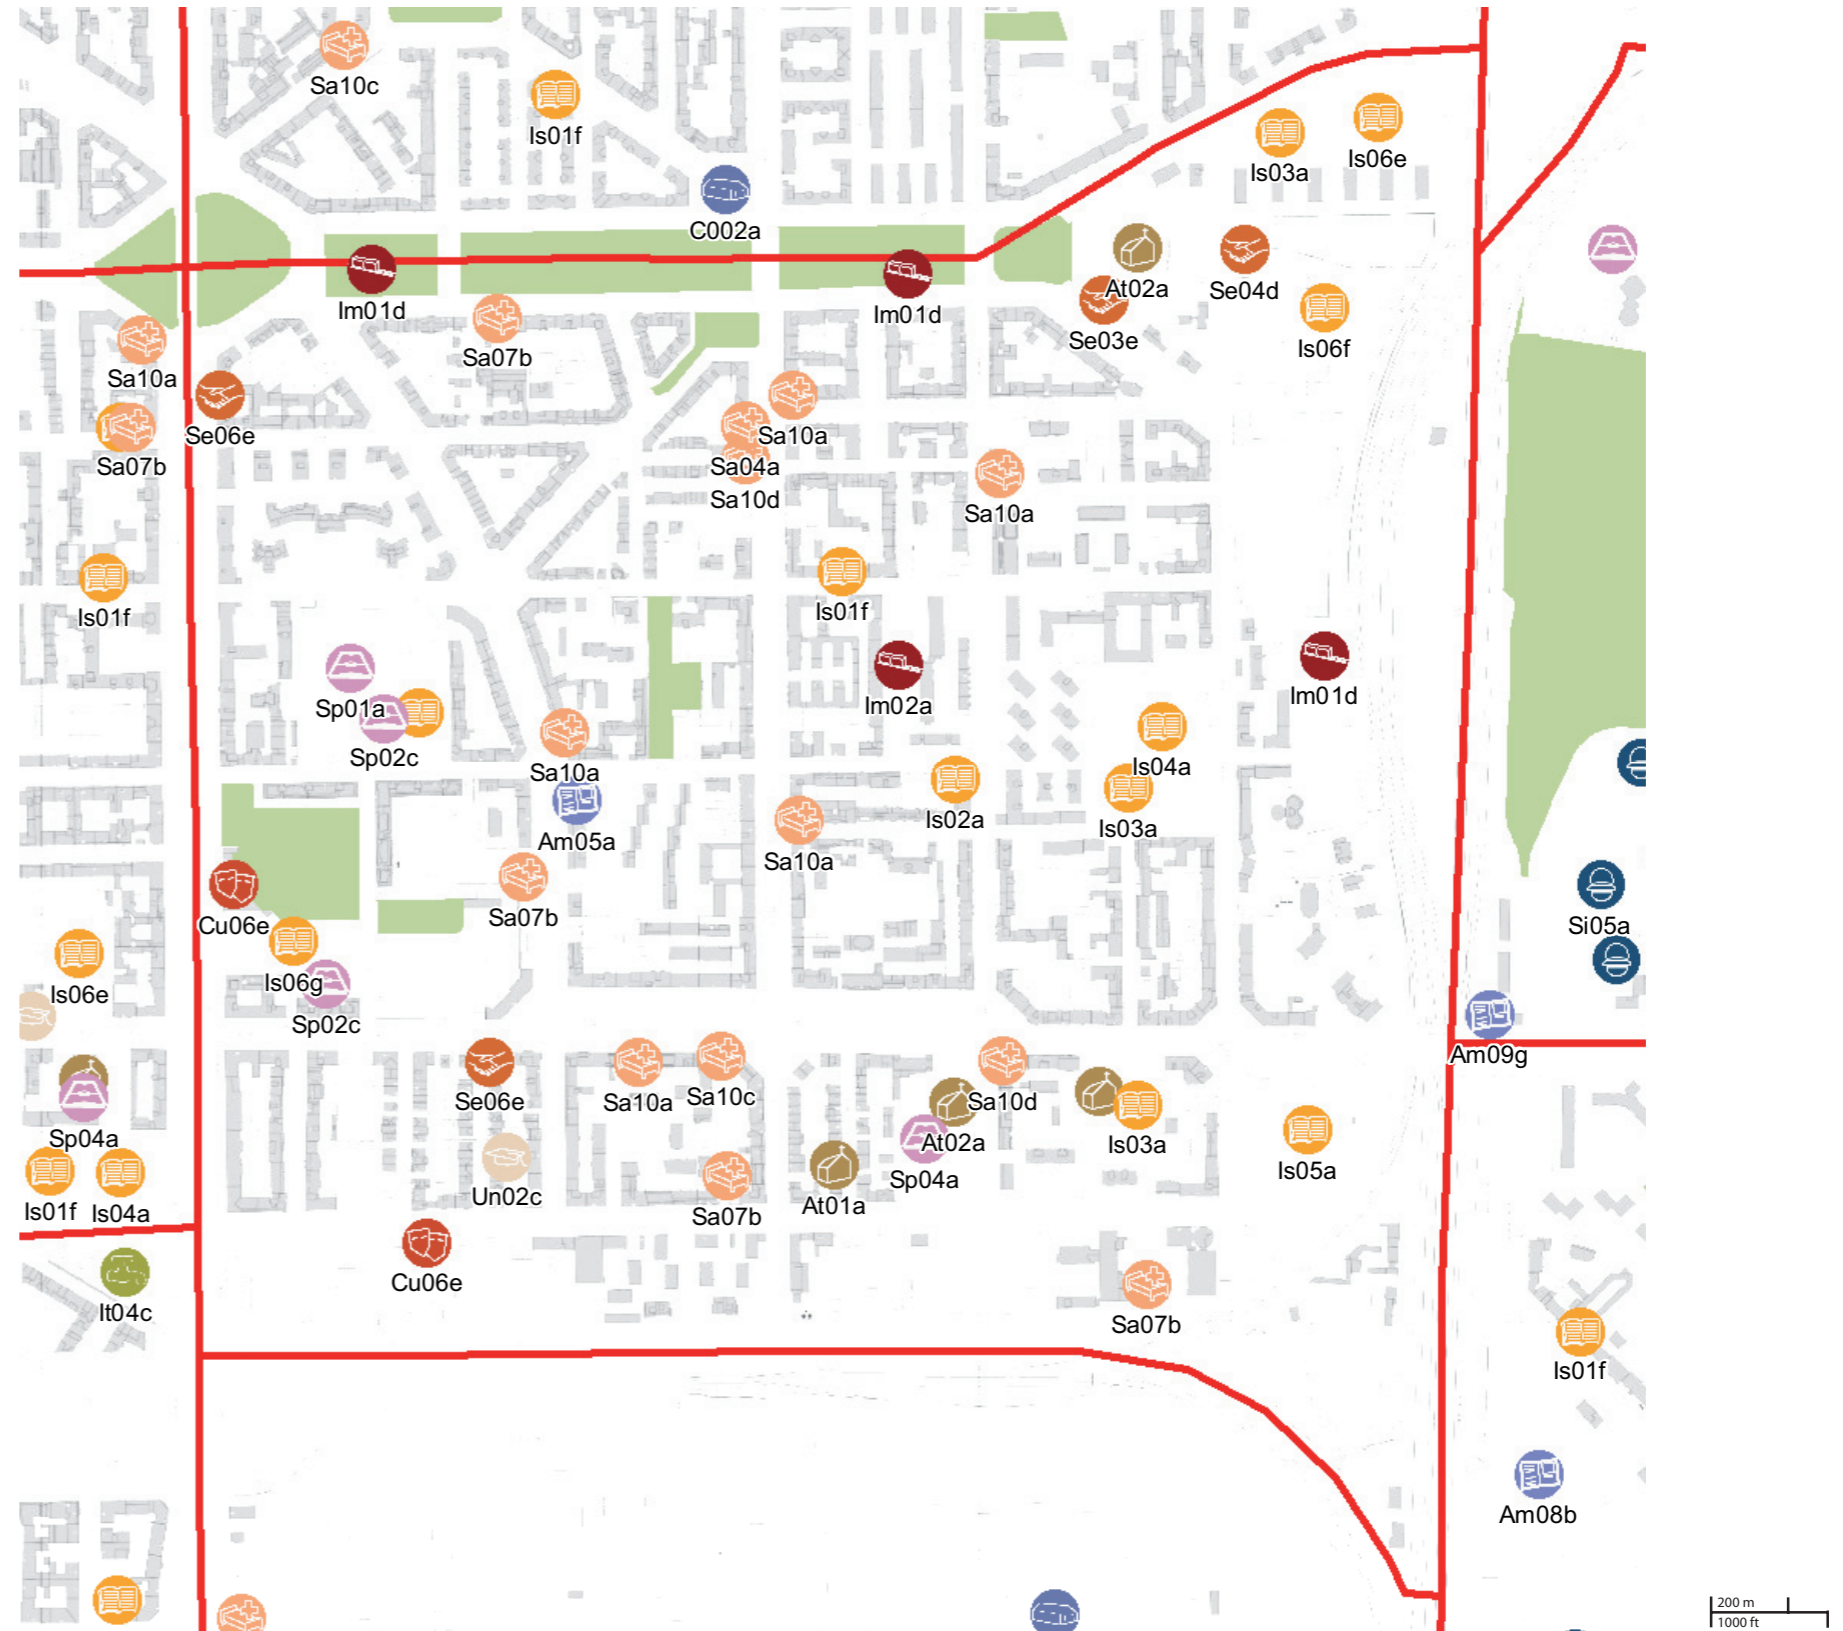 Sa10c
Is01f
Is03a
Is06e
C002a
At02a
Se04d
Im01d
Im01d
Se03e
Is06f
Sa07b
Sa10a
Se06e
Sa10a
Sa07b
Sa04a
Sa10d
Sa10a
Is01f
Is01f
Sp01a
Im02a
Im01d
Sp02c
Sa10a
Is04a
Am05a
Is02a
Is03a
Sa10a
Cu06e
Sa07b
Si05a
Is06e
Is06g
Sp02c
Am09g
Se06e
Sa10a
Sa10c
Sa10d
Sp04a
At02a
Is03a
Is05a
Sp04a
Is01f
Is04a
Un02c
Sa07b
At01a
Cu06e
It04c
Sa07b
Is01f
Am08b
200 m
1000 ft